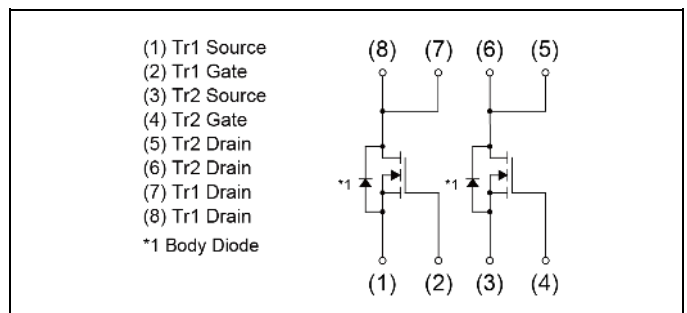 (1) Tr1 Source
(2) Tr1 Gate
(3) Tr2 Source
(4) Tr2 Gate
(5) Tr2 Drain
(6) Tr2 Drain
(7) Tr1 Drain
(8) Tr1 Drain
*1 Body Diode
(8) (7) (6) (5)
*1 *1
(1) (2) (3) (4)